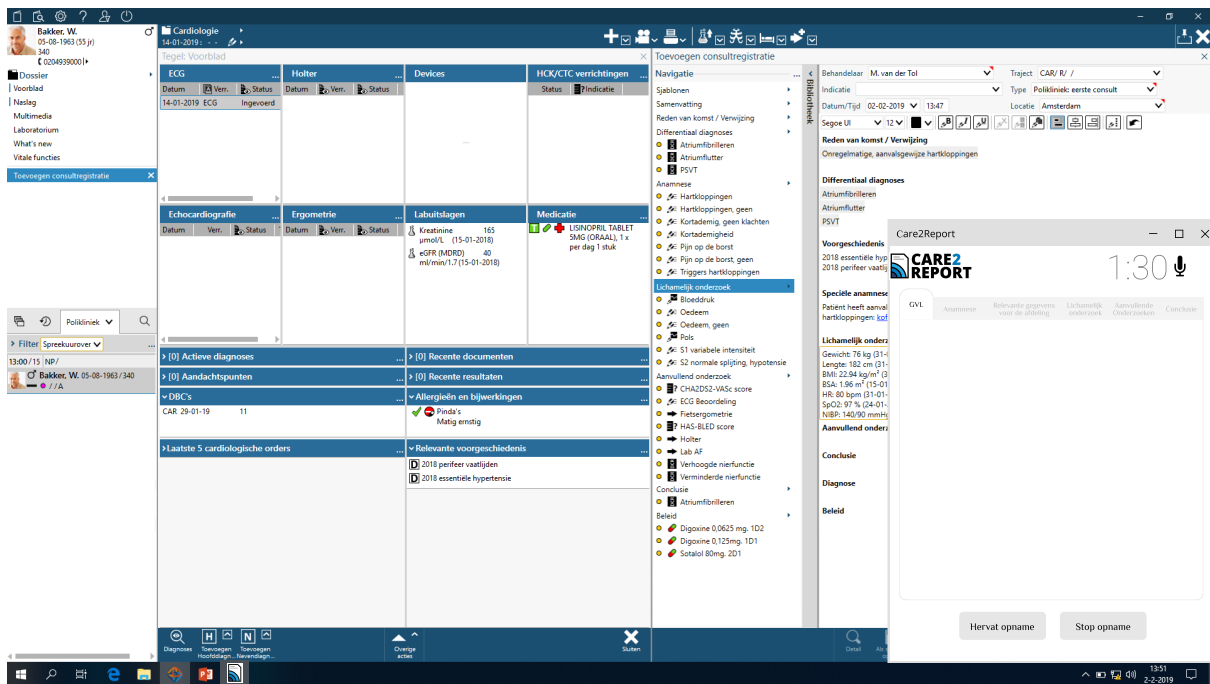 Bakker, W.
05-08-1963 (55 jr)
340
0204939000
Dossier
Voorblad
Naslag
Multimedia
Laboratorium
What's new
Vitale functies
Toevoegen consultregistratie
Polikliniek
Filter Spreekuurover
13:00/15 NP/
Bakker, W. 05-08-1963/340
//A
Cardiologie
14-01-2019: - -
Tegel: Voorblad
ECG ...
Datum Verr. Status
14-01-2019 ECG Ingevoerd
Holter ...
Datum Verr. Status
Devices
...
HCK/CTC verrichtingen ...
Status Indicatie
Echocardiografie ...
Datum Verr. Status
Ergometrie ...
Datum Verr. Status
Labuitslagen
Kreatinine 165
µmol/L (15-01-2018)
eGFR (MDRD) 40
ml/min/1.7 (15-01-2018)
Medicatie ...
LISINOPRIL TABLET
5MG (ORAAL), 1 x
per dag 1 stuk
[0] Actieve diagnoses ...
[0] Recente documenten ...
[0] Aandachtspunten ...
[0] Recente resultaten ...
DBC's ...
CAR 29-01-19 11
Allergieën en bijwerkingen ...
Pinda's
Matig ernstig
Laatste 5 cardiologische orders ...
Relevante voorgeschiedenis ...
D 2018 perifeer vaatlijden
D 2018 essentiële hypertensie
Diagnoses
H
Toevoegen
Hoofddiagn...
N
Toevoegen
Nevendiagn...
Overige
acties
Sluiten
Toevoegen consultregistratie
Navigatie ...
Sjablonen
Samenvatting
Reden van komst / Verwijzing
Differentiaal diagnoses
Atriumfibrilleren
Atriumflutter
PSVT
Anamnese
Hartkloppingen
Hartkloppingen, geen
Kortademig, geen klachten
Kortademigheid
Pijn op de borst
Pijn op de borst, geen
Triggers hartkloppingen
Lichamelijk onderzoek
Bloeddruk
Oedeem
Oedeem, geen
Pols
S1 variabele intensiteit
S2 normale splijting, hypotensie
Aanvullend onderzoek
CHA2DS2-VASc score
ECG Beoordeling
Fietsergometrie
HAS-BLED score
Holter
Lab AF
Verhoogde nierfunctie
Verminderde nierfunctie
Conclusie
Atriumfibrilleren
Beleid
Digoxine 0,0625 mg. 1D2
Digoxine 0,125mg. 1D1
Sotalol 80mg. 2D1
Bibliotheek
Behandelaar M. van der Tol Traject CAR/ R/ /
Indicatie Type Polikliniek: eerste consult
Datum/Tijd 02-02-2019 13:47 Locatie Amsterdam
Segoe UI 12
Reden van komst / Verwijzing
Onregelmatige, aanvalsgewijze hartkloppingen
Differentiaal diagnoses
Atriumfibrilleren
Atriumflutter
PSVT
Voorgeschiedenis
2018 essentiële hyp
2018 perifeer vaatlij
Speciële anamnese
Patiënt heeft aanval
hartkloppingen: kof
Lichamelijk onderz
Gewicht: 76 kg (31-
Lengte: 182 cm (31-
BMI: 22.94 kg/m² (3
BSA: 1.96 m² (15-01
HR: 80 bpm (31-01-
SpO2: 97 % (24-01-
NIBP: 140/90 mmH
Aanvullend onderz
Conclusie
Diagnose
Beleid
Detail
Care2Report
CARE2
REPORT
1:30
GVL
Anamnese
Relevante gegevens
voor de afdeling
Lichamelijk
onderzoek
Aanvullende
Onderzoeken
Conclusie
Hervat opname
Stop opname
13:51
2-2-2019